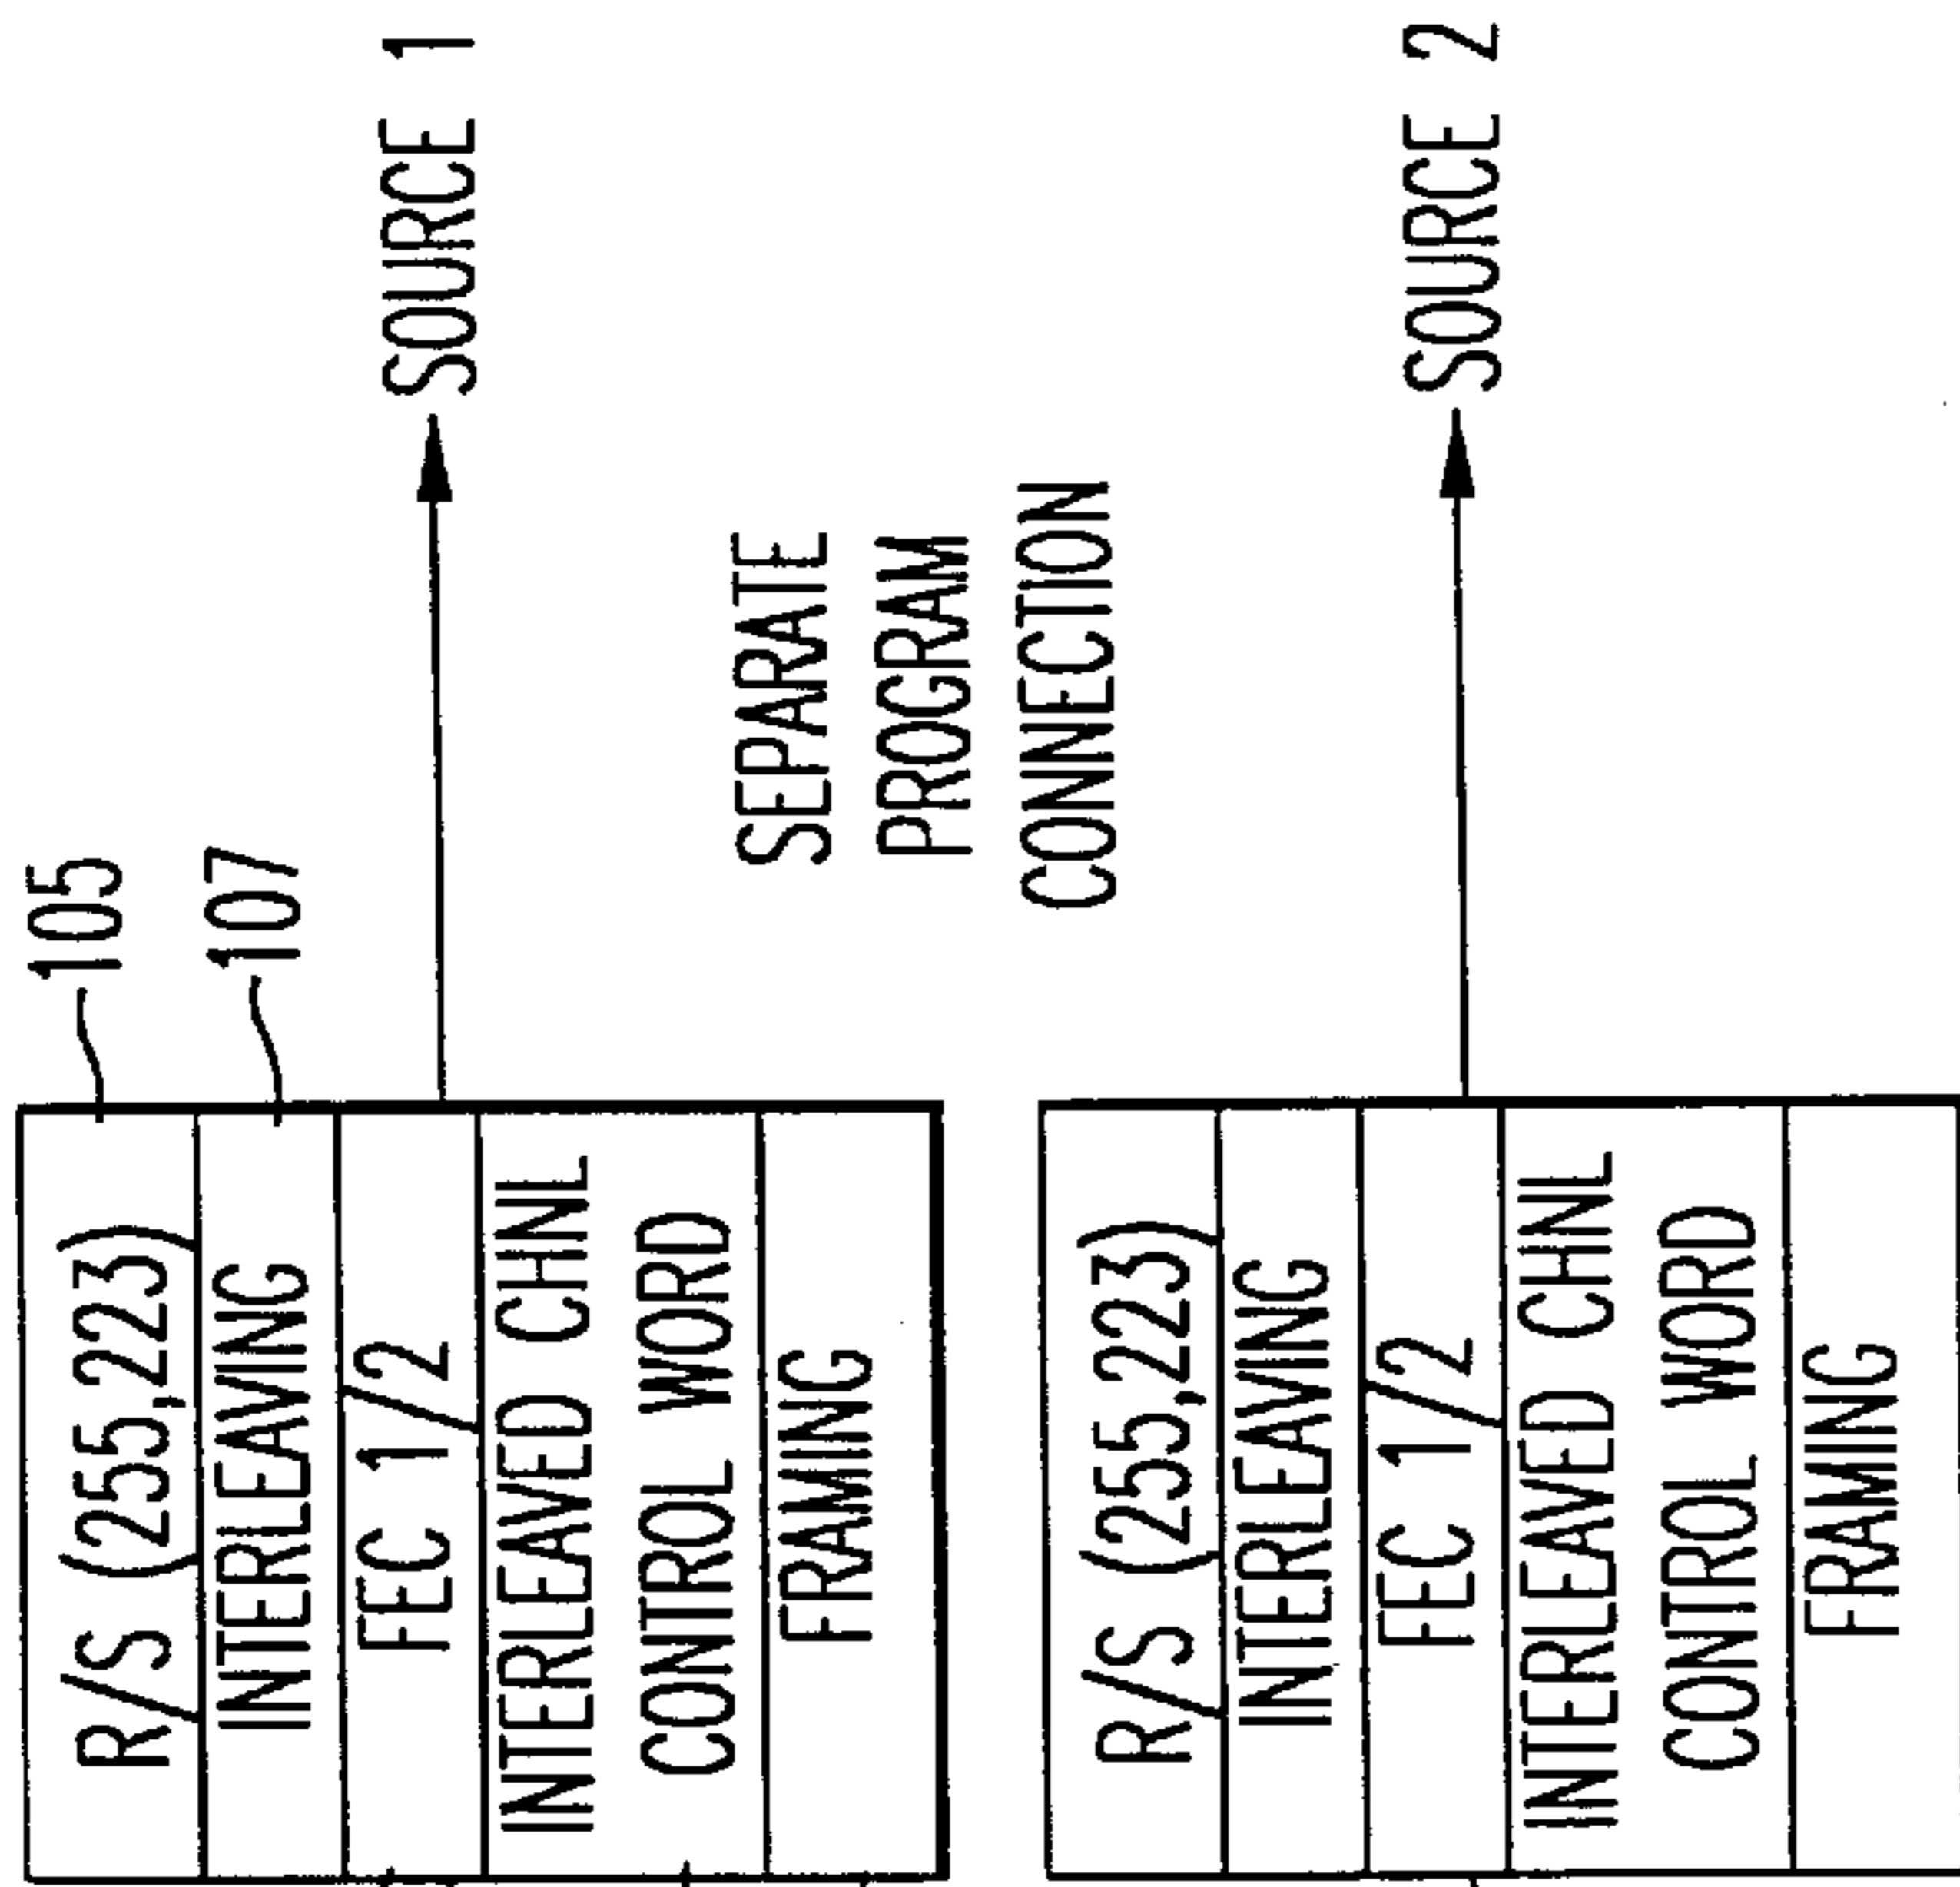 105
107
R/S (255,223)
INTERLEAVING
FEC 1/2
INTERLEAVED CHNL
CONTROL WORD
FRAMING
SOURCE 1
SEPARATE
PROGRAM
CONNECTION
R/S (255,223)
INTERLEAVING
FEC 1/2
INTERLEAVED CHNL
CONTROL WORD
FRAMING
SOURCE 2